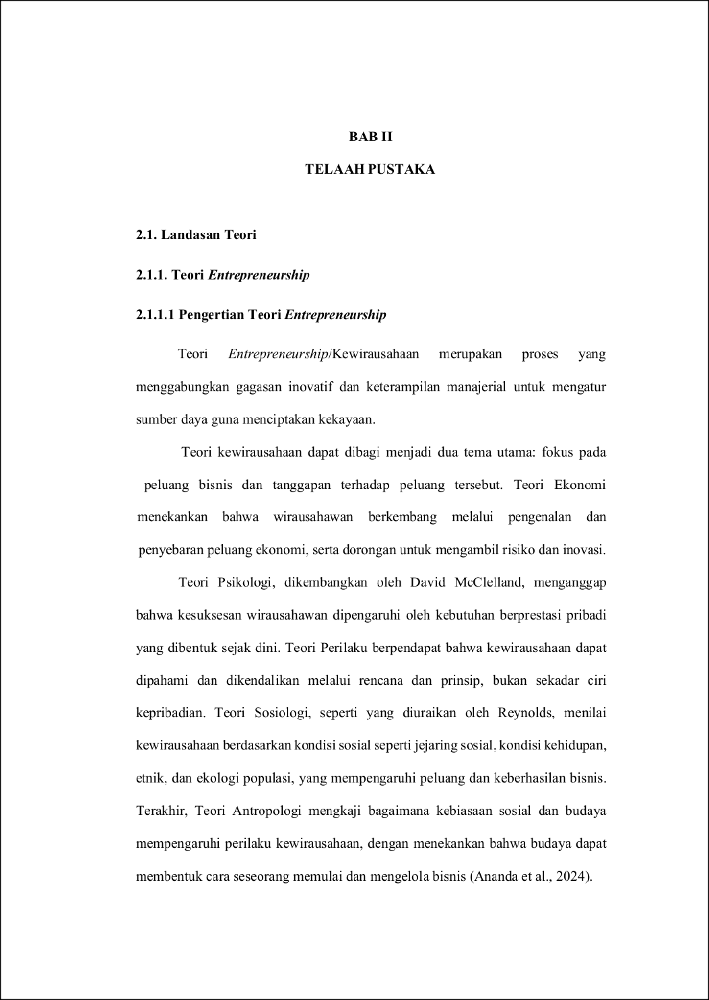 BAB II
TELAAH PUSTAKA
2.1. Landasan Teori
2.1.1. Teori Entrepreneurship
2.1.1.1 Pengertian Teori Entrepreneurship
Teori Entrepreneurship/Kewirausahaan merupakan proses yang
menggabungkan gagasan inovatif dan keterampilan manajerial untuk mengatur
sumber daya guna menciptakan kekayaan.
Teori kewirausahaan dapat dibagi menjadi dua tema utama: fokus pada
peluang bisnis dan tanggapan terhadap peluang tersebut. Teori Ekonomi
menekankan bahwa wirausahawan berkembang melalui pengenalan dan
penyebaran peluang ekonomi, serta dorongan untuk mengambil risiko dan inovasi.
Teori Psikologi, dikembangkan oleh David McClelland, menganggap
bahwa kesuksesan wirausahawan dipengaruhi oleh kebutuhan berprestasi pribadi
yang dibentuk sejak dini. Teori Perilaku berpendapat bahwa kewirausahaan dapat
dipahami dan dikendalikan melalui rencana dan prinsip, bukan sekadar ciri
kepribadian. Teori Sosiologi, seperti yang diuraikan oleh Reynolds, menilai
kewirausahaan berdasarkan kondisi sosial seperti jejaring sosial, kondisi kehidupan,
etnik, dan ekologi populasi, yang mempengaruhi peluang dan keberhasilan bisnis.
Terakhir, Teori Antropologi mengkaji bagaimana kebiasaan sosial dan budaya
mempengaruhi perilaku kewirausahaan, dengan menekankan bahwa budaya dapat
membentuk cara seseorang memulai dan mengelola bisnis (Ananda et al., 2024).